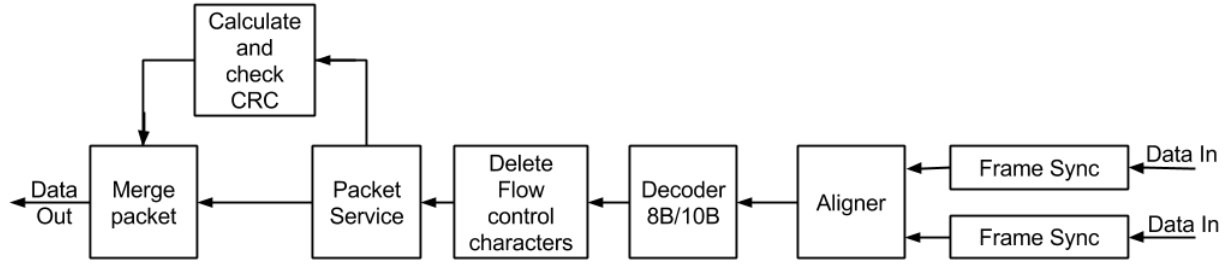 Calculate
and
check
CRC
Data
Out
Merge
packet
Packet
Service
Delete
Flow
control
characters
Decoder
8B/10B
Aligner
Frame Sync
Data In
Frame Sync
Data In